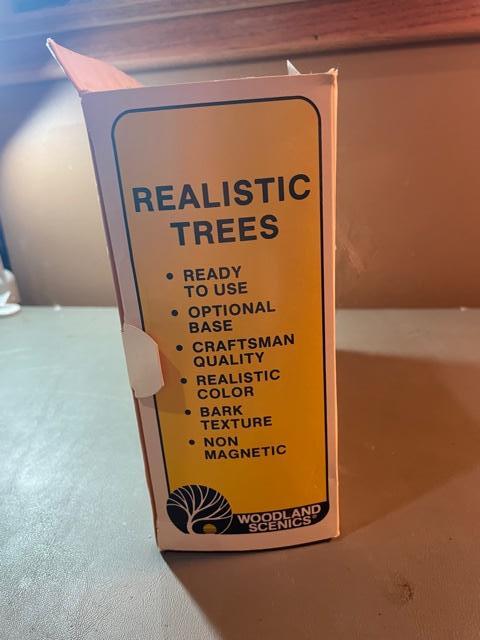 REALISTIC
TREES
• READY
TO USE
• OPTIONAL
BASE
• CRAFTSMAN
QUALITY
• REALISTIC
COLOR
• BARK
TEXTURE
• NON
MAGNETIC
WOODLAND
SCENICS®